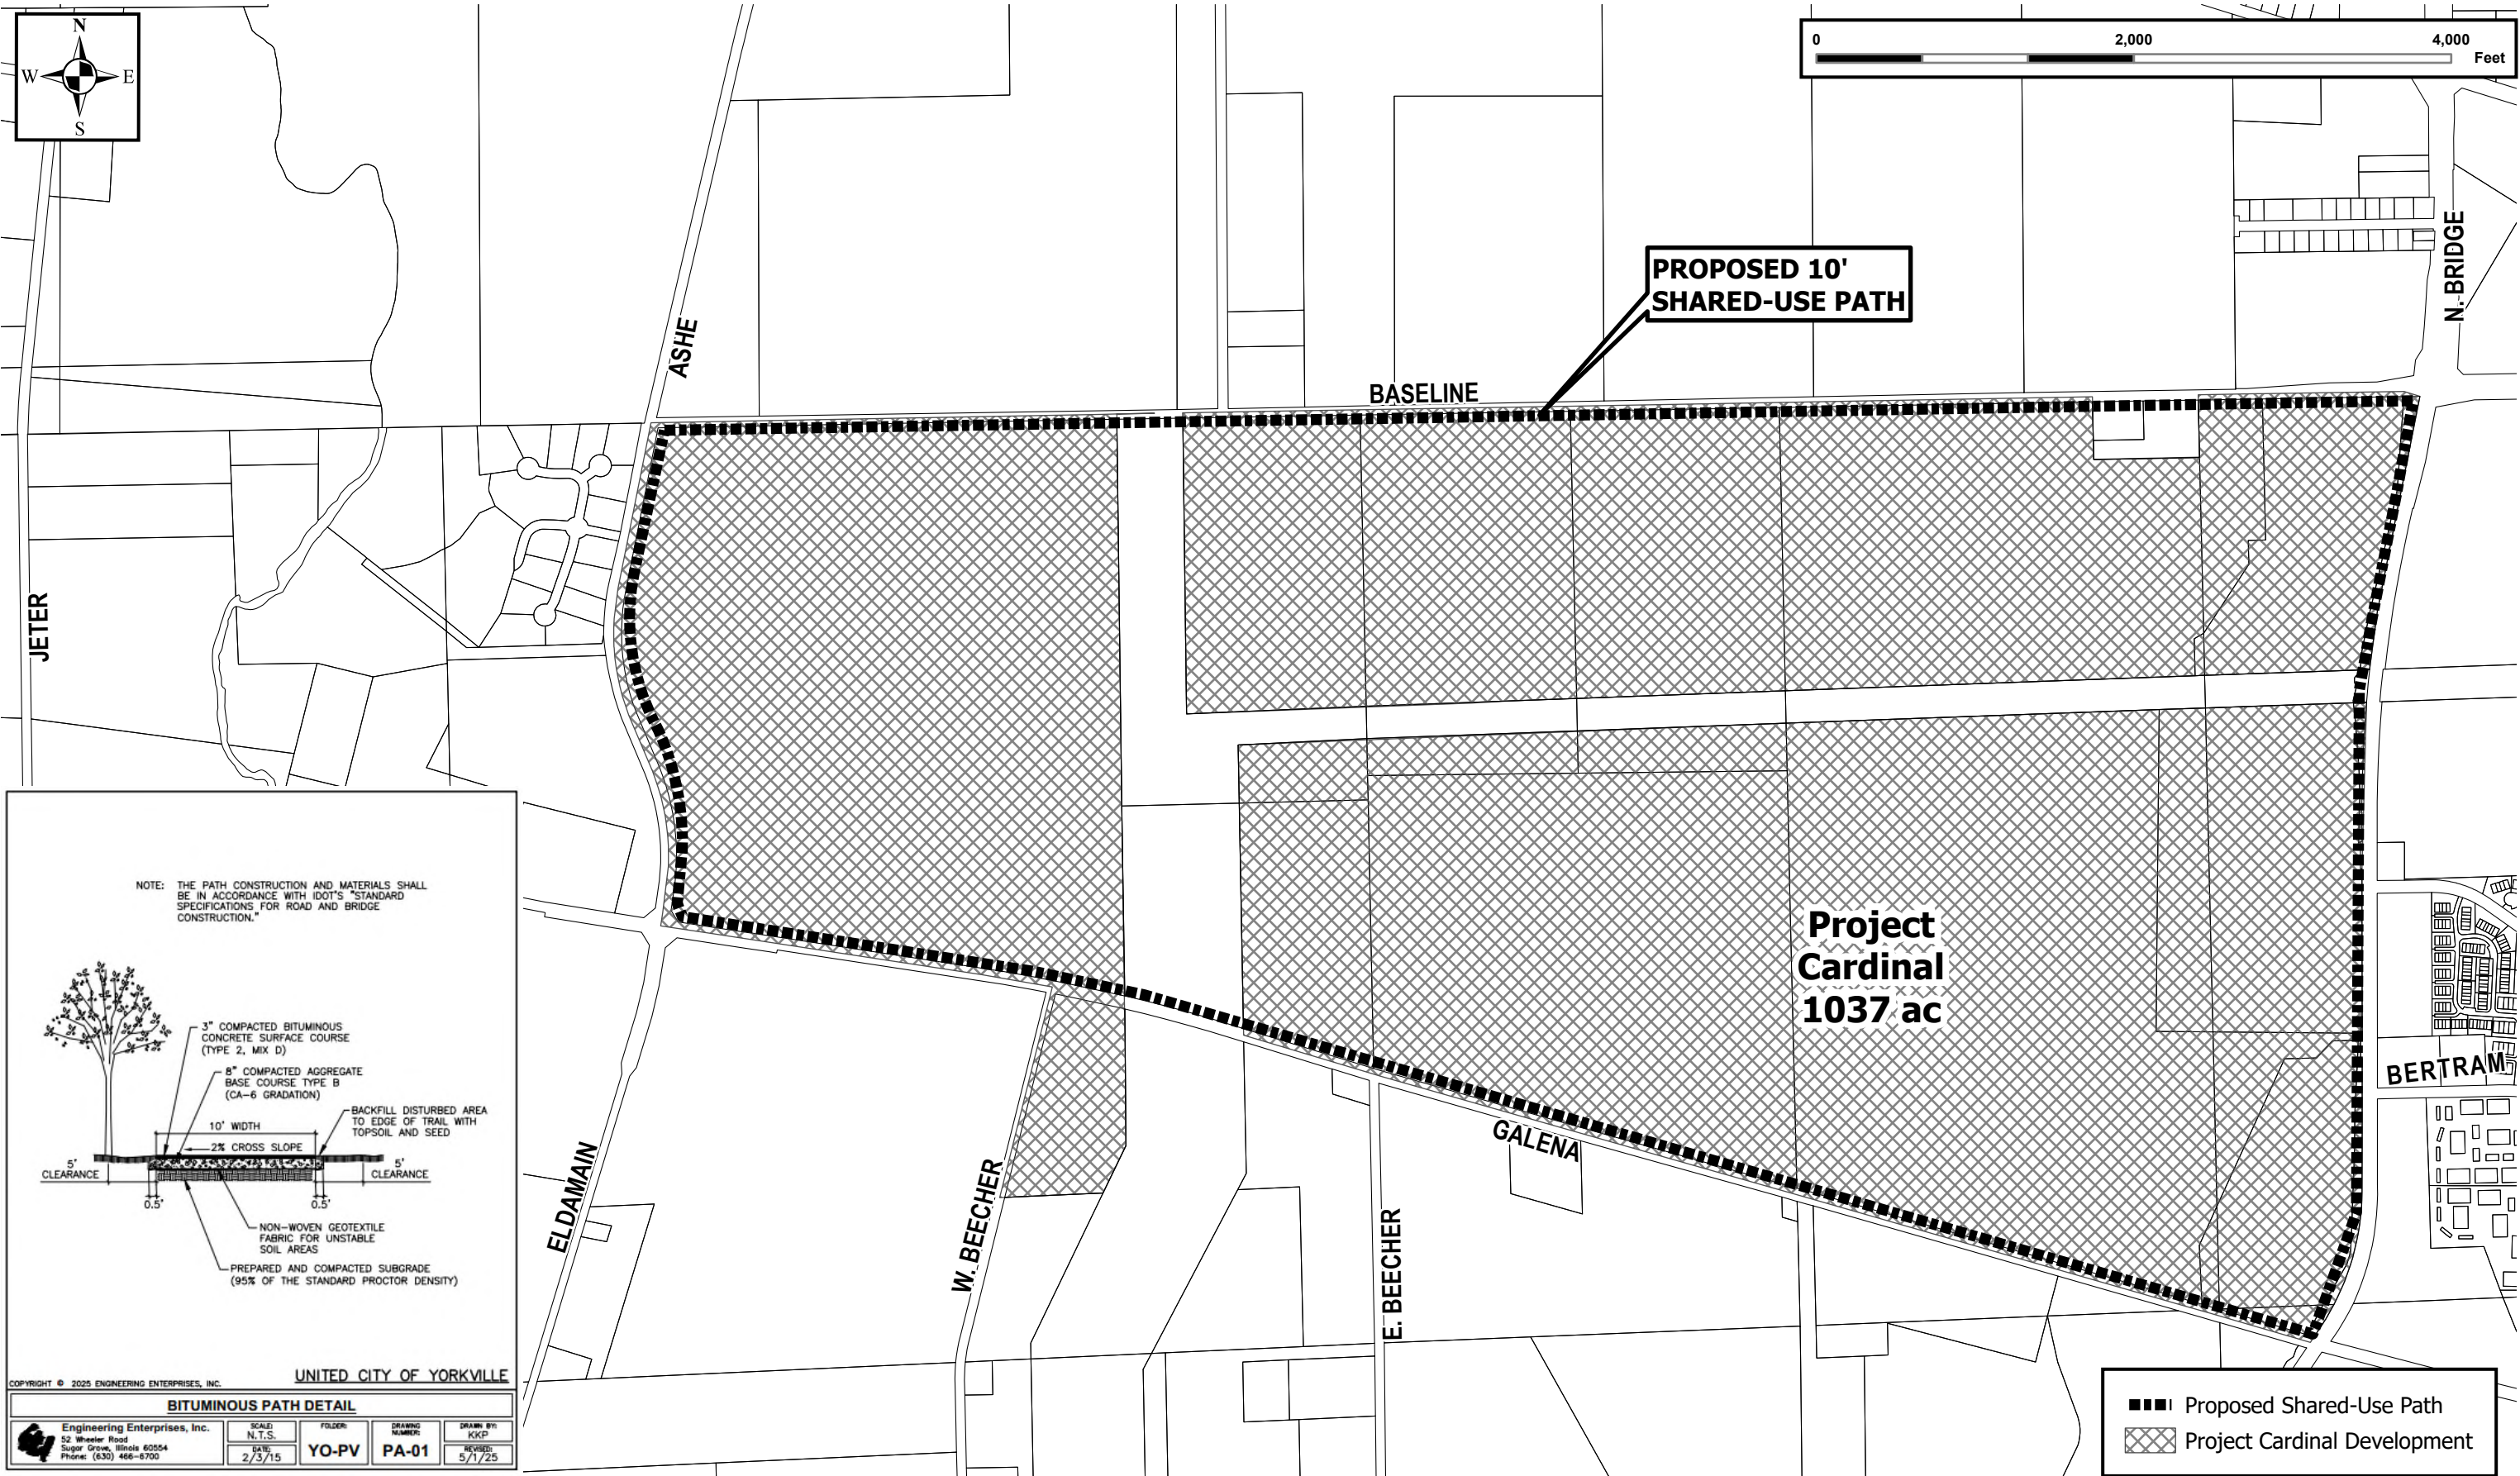 N
W
E
S
0
2,000
4,000
Feet
PROPOSED 10'
SHARED-USE PATH
N. BRIDGE
ASHE
BASELINE
JETER
Project
Cardinal
1037 ac
BERTRAM
GALENA
ELDAMAIN
W. BEECHER
E. BEECHER
NOTE: THE PATH CONSTRUCTION AND MATERIALS SHALL
BE IN ACCORDANCE WITH IDOT'S "STANDARD
SPECIFICATIONS FOR ROAD AND BRIDGE
CONSTRUCTION."
3" COMPACTED BITUMINOUS
CONCRETE SURFACE COURSE
(TYPE 2, MIX D)
8" COMPACTED AGGREGATE
BASE COURSE TYPE B
(CA-6 GRADATION)
BACKFILL DISTURBED AREA
TO EDGE OF TRAIL WITH
TOPSOIL AND SEED
10' WIDTH
2% CROSS SLOPE
5'
CLEARANCE
5'
CLEARANCE
0.5'
0.5'
NON-WOVEN GEOTEXTILE
FABRIC FOR UNSTABLE
SOIL AREAS
PREPARED AND COMPACTED SUBGRADE
(95% OF THE STANDARD PROCTOR DENSITY)
UNITED CITY OF YORKVILLE
COPYRIGHT © 2025 ENGINEERING ENTERPRISES, INC.
BITUMINOUS PATH DETAIL
Engineering Enterprises, Inc.
52 Wheeler Road
Sugar Grove, Illinois 60554
Phone: (630) 466-6700
SCALE:
N.T.S.
DATE:
2/3/15
FOLDER:
YO-PV
DRAWING
NUMBER:
PA-01
DRAWN BY:
KKP
REVISED:
5/1/25
Proposed Shared-Use Path
Project Cardinal Development